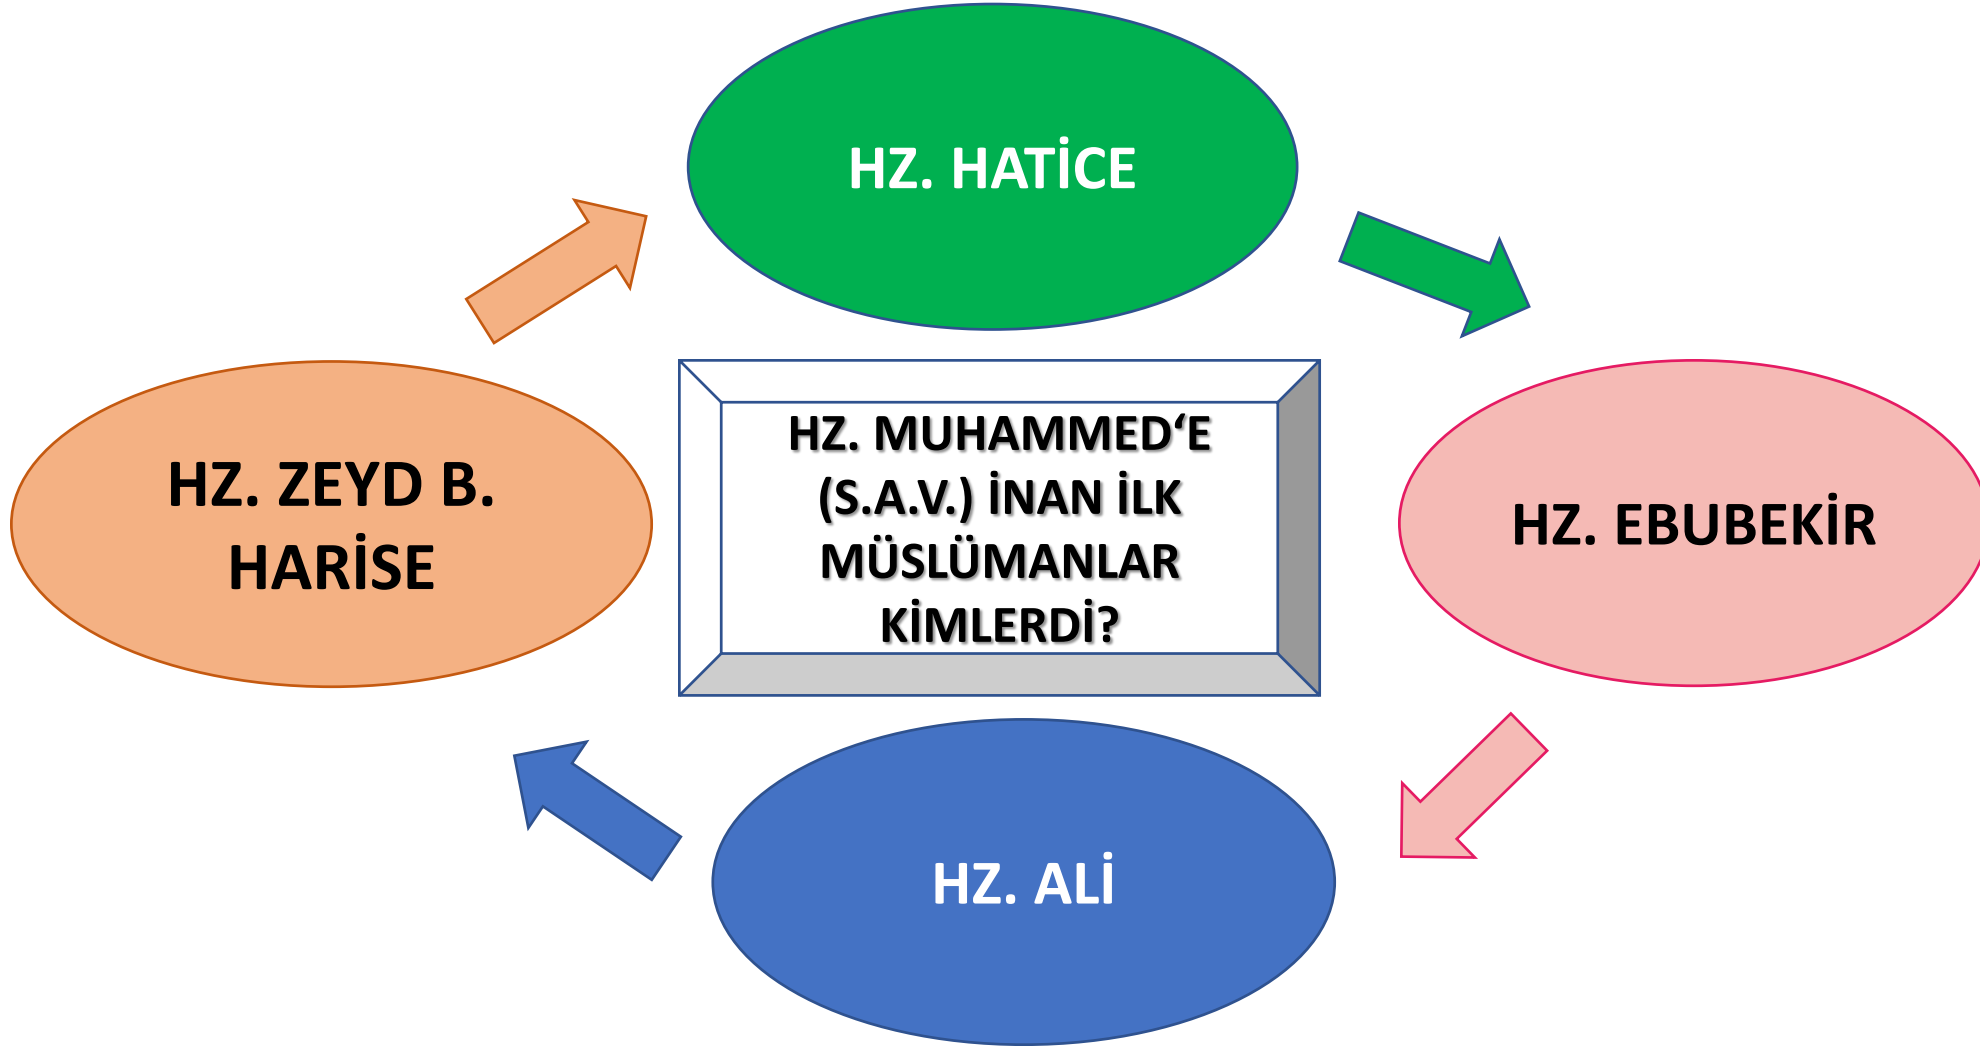 HZ. HATİCE
HZ. MUHAMMED‘E
(S.A.V.) İNAN İLK
MÜSLÜMANLAR
KİMLERDİ?
HZ. ZEYD B.
HARİSE
HZ. EBUBEKİR
HZ. ALİ